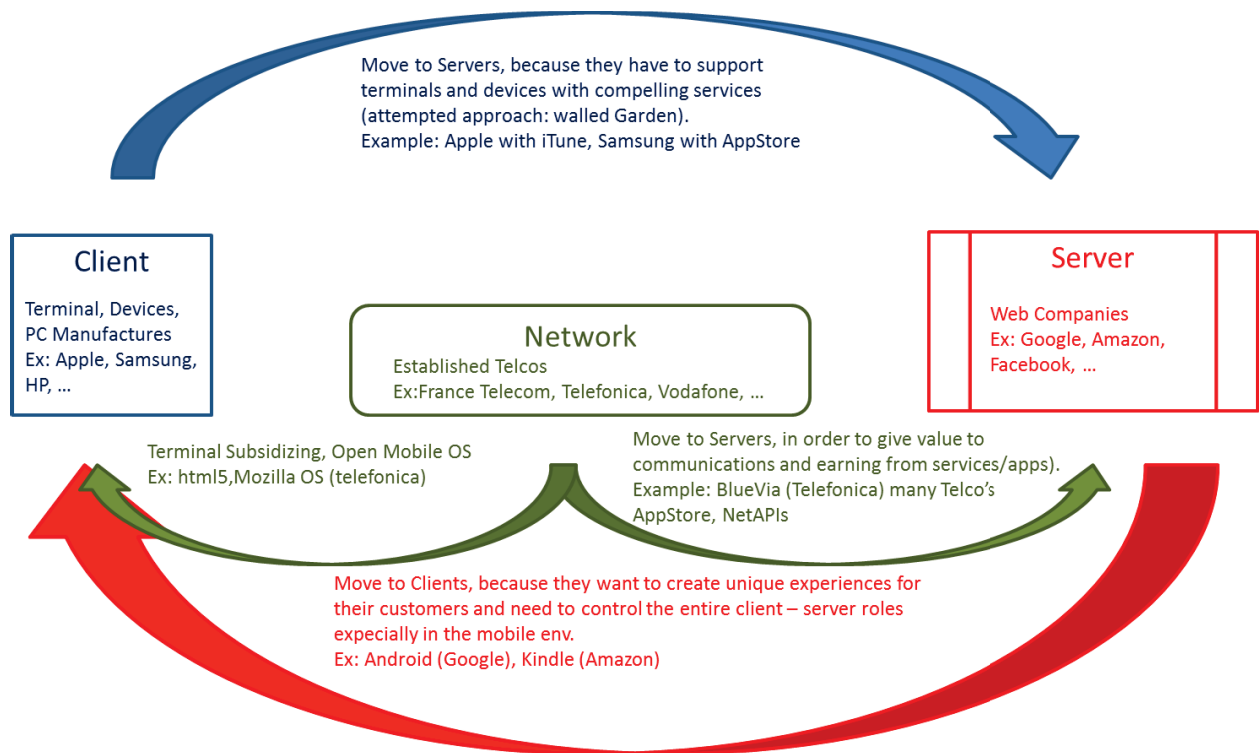 Move to Servers, because they have to support
terminals and devices with compelling services
(attempted approach: walled Garden).
Example: Apple with iTune, Samsung with AppStore
Client
Terminal, Devices,
PC Manufactures
Ex: Apple, Samsung,
HP, ...
Network
Established Telcos
Ex:France Telecom, Telefonica, Vodafone, ...
Server
Web Companies
Ex: Google, Amazon,
Facebook, ...
Terminal Subsidizing, Open Mobile OS
Ex: html5,Mozilla OS (telefonica)
Move to Servers, in order to give value to
communications and earning from services/apps).
Example: BlueVia (Telefonica) many Telco's
AppStore, NetAPIs
Move to Clients, because they want to create unique experiences for
their customers and need to control the entire client – server roles
expecially in the mobile env.
Ex: Android (Google), Kindle (Amazon)